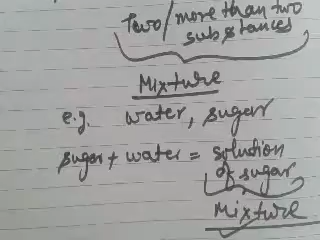 Two/more than two
substances
Mixture
e.g. water, sugar
sugar + water = solution
of sugar
Mixture